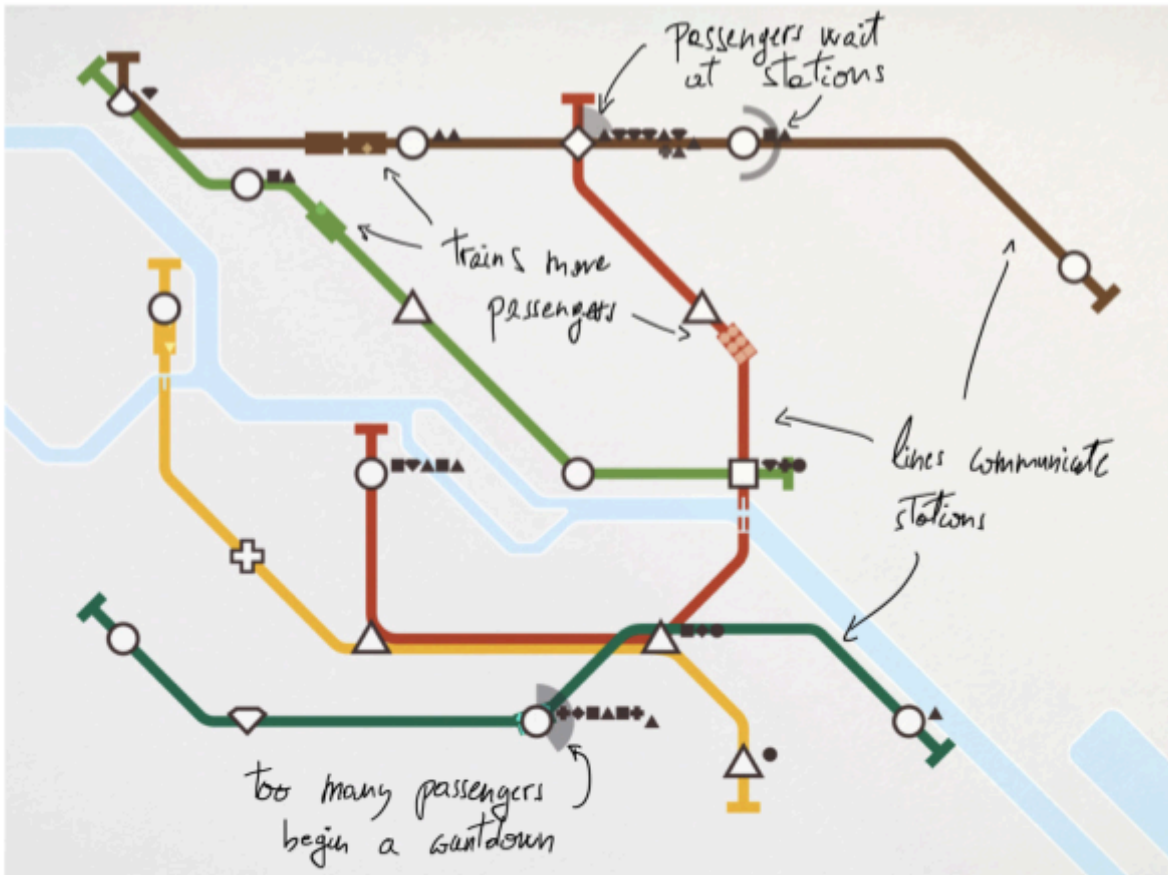 passengers wait
at stations
trains move
passengers
lines communicate
stations
too many passengers
begin a countdown